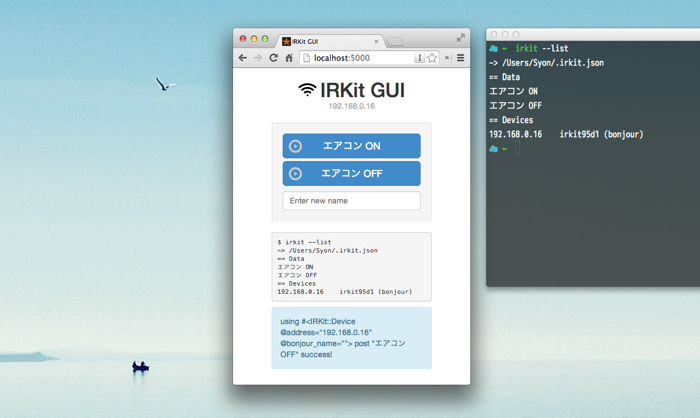 IRKit GUI
localhost:5000
IRKit GUI
192.168.0.16
エアコン ON
エアコン OFF
Enter new name
$ irkit --list
~> /Users/Syon/.irkit.json
== Data
エアコン ON
エアコン OFF
== Devices
192.168.0.16 irkit95d1 (bonjour)
using #<IRKit::Device
@address="192.168.0.16"
@bonjour_name=""> post "エアコン
OFF" success!
~ irkit --list
~> /Users/Syon/.irkit.json
== Data
エアコン ON
エアコン OFF
== Devices
192.168.0.16 irkit95d1 (bonjour)
~